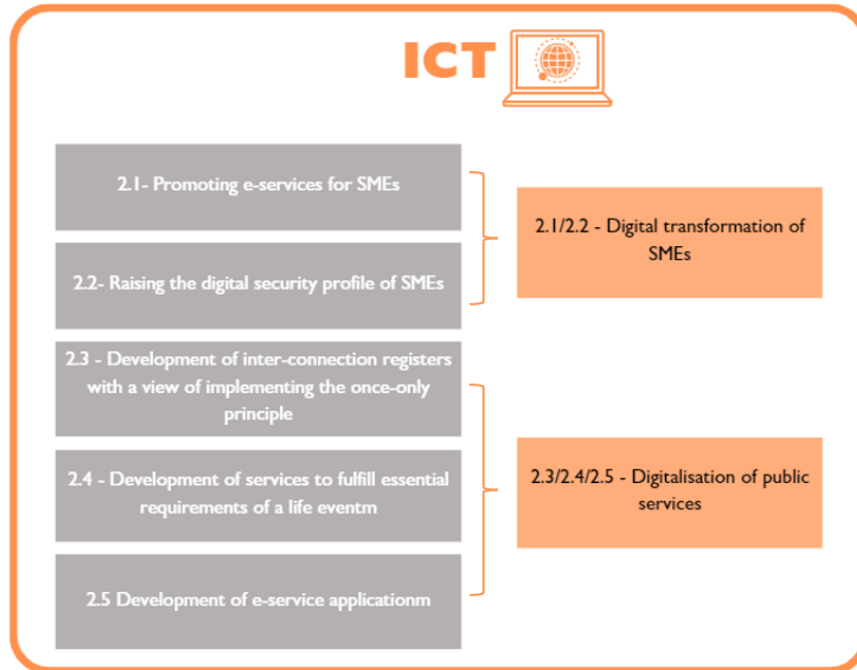 ICT
2.1- Promoting e-services for SMEs
2.2- Raising the digital security profile of SMEs
2.1/2.2 - Digital transformation of
SMEs
2.3 - Development of inter-connection registers
with a view of implementing the once-only
principle
2.4 - Development of services to fulfill essential
requirements of a life eventm
2.5 Development of e-service applicationm
2.3/2.4/2.5 - Digitalisation of public
services